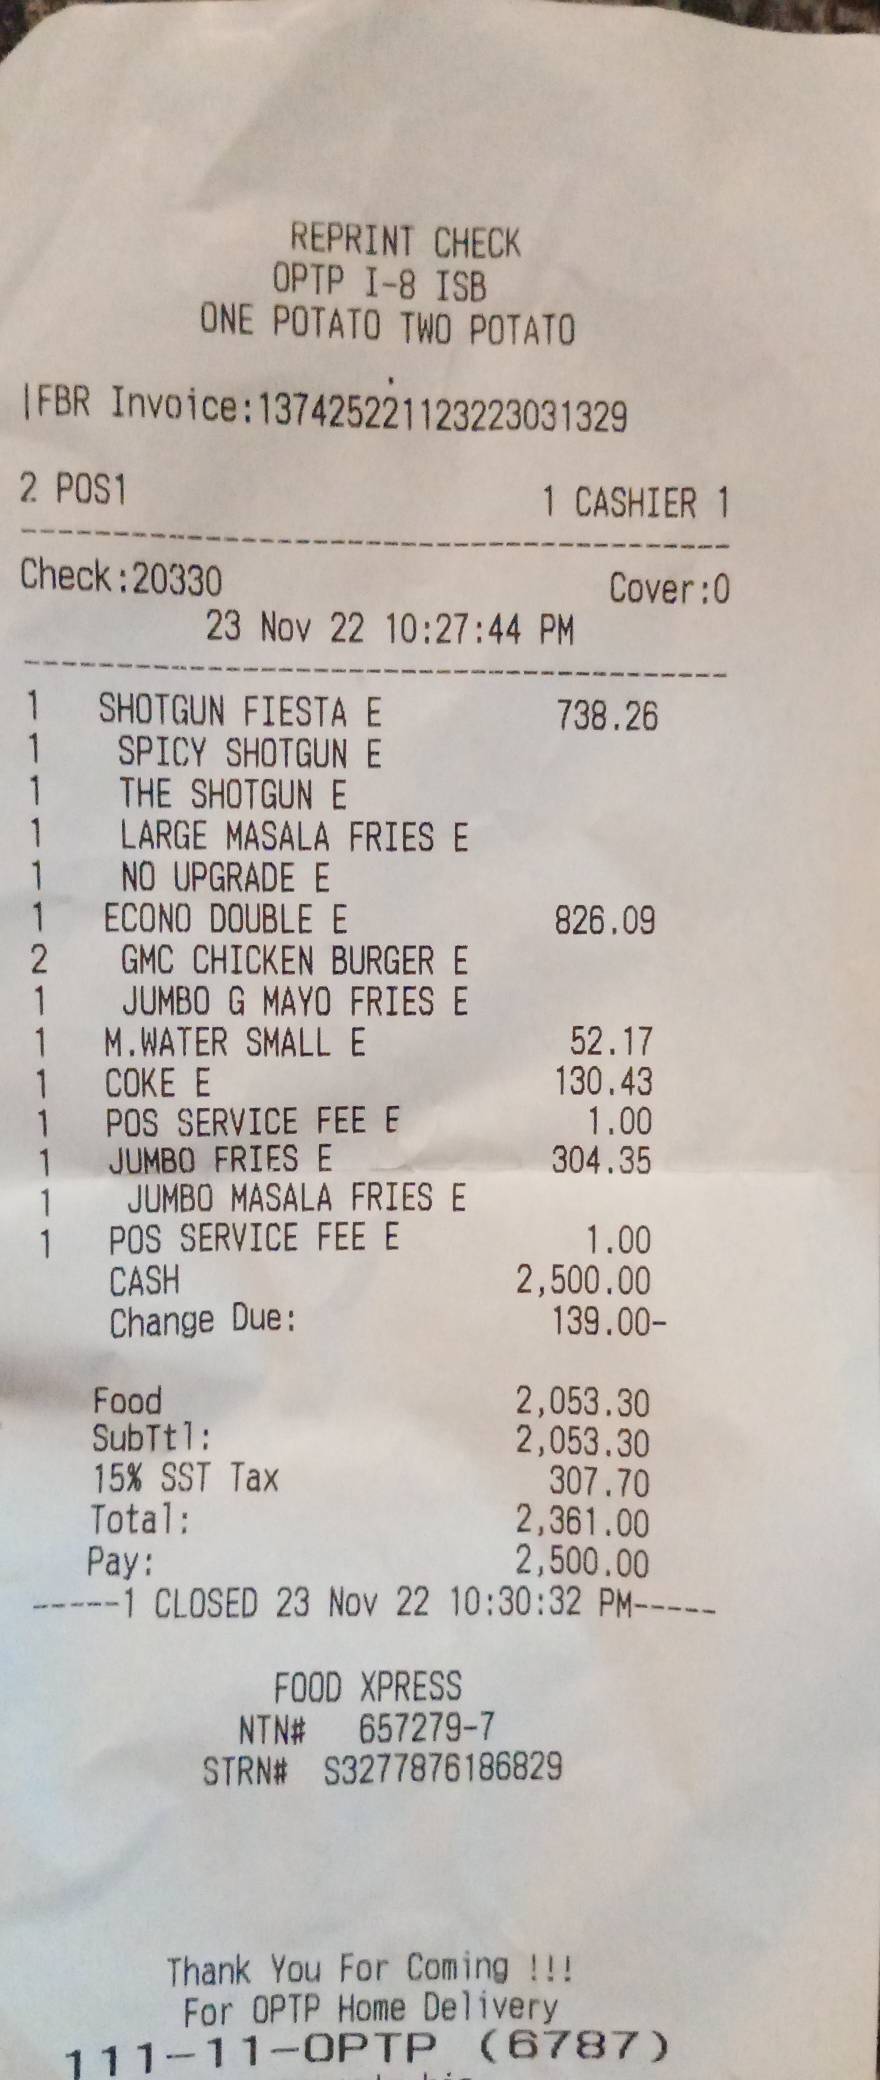 REPRINT CHECK
OPTP I-8 ISB
ONE POTATO TWO POTATO
|FBR Invoice:137425221123223031329
2 POS1 1 CASHIER 1
Check:20330 Cover:0
23 Nov 22 10:27:44 PM
1 SHOTGUN FIESTA E 738.26
1 SPICY SHOTGUN E
1 THE SHOTGUN E
1 LARGE MASALA FRIES E
1 NO UPGRADE E
1 ECONO DOUBLE E 826.09
2 GMC CHICKEN BURGER E
1 JUMBO G MAYO FRIES E
1 M.WATER SMALL E 52.17
1 COKE E 130.43
1 POS SERVICE FEE E 1.00
1 JUMBO FRIES E 304.35
1 JUMBO MASALA FRIES E
1 POS SERVICE FEE E 1.00
CASH 2,500.00
Change Due: 139.00-
Food 2,053.30
SubTtl: 2,053.30
15% SST Tax 307.70
Total: 2,361.00
Pay: 2,500.00
-----1 CLOSED 23 Nov 22 10:30:32 PM-----
FOOD XPRESS
NTN# 657279-7
STRN# S3277876186829
Thank You For Coming !!!
For OPTP Home Delivery
111-11-OPTP (6787)